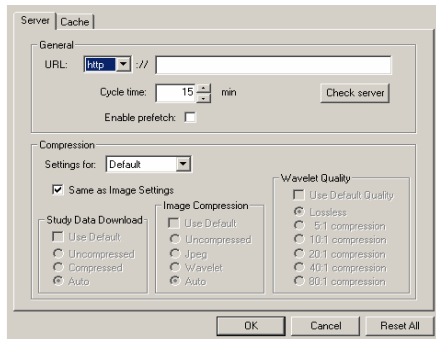 Server Cache
General
URL: http ://
Cycle time: 15 min Check server
Enable prefetch:
Compression
Settings for: Default
Same as Image Settings
Study Data Download
Use Default
Uncompressed
Compressed
Auto
Image Compression
Use Default
Uncompressed
Jpeg
Wavelet
Auto
Wavelet Quality
Use Default Quality
Lossless
5:1 compression
10:1 compression
20:1 compression
40:1 compression
80:1 compression
OK Cancel Reset All